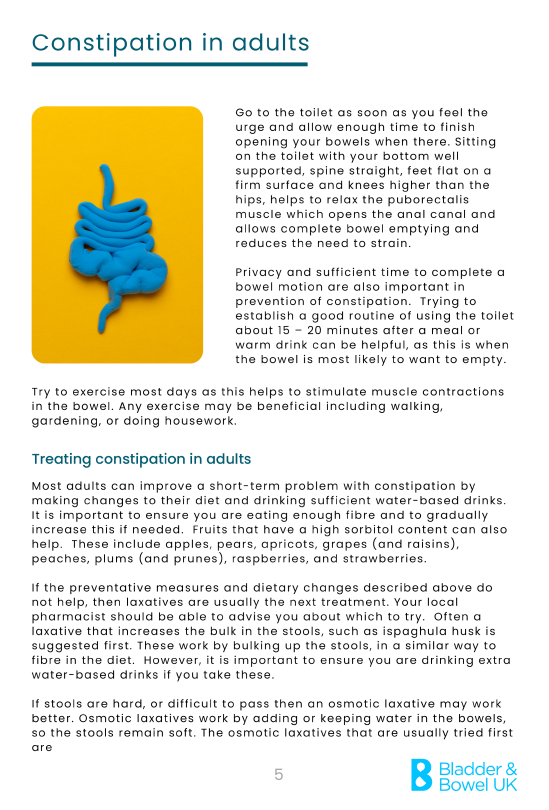 Constipation in adults
Go to the toilet as soon as you feel the
urge and allow enough time to finish
opening your bowels when there. Sitting
on the toilet with your bottom well
supported, spine straight, feet flat on a
firm surface and knees higher than the
hips, helps to relax the puborectalis
muscle which opens the anal canal and
allows complete bowel emptying and
reduces the need to strain.
Privacy and sufficient time to complete a
bowel motion are also important in
prevention of constipation.  Trying to
establish a good routine of using the toilet
about 15 – 20 minutes after a meal or
warm drink can be helpful, as this is when
the bowel is most likely to want to empty.
Try to exercise most days as this helps to stimulate muscle contractions
in the bowel. Any exercise may be beneficial including walking,
gardening, or doing housework.
Treating constipation in adults
Most adults can improve a short-term problem with constipation by
making changes to their diet and drinking sufficient water-based drinks.
It is important to ensure you are eating enough fibre and to gradually
increase this if needed.  Fruits that have a high sorbitol content can also
help.  These include apples, pears, apricots, grapes (and raisins),
peaches, plums (and prunes), raspberries, and strawberries.
If the preventative measures and dietary changes described above do
not help, then laxatives are usually the next treatment. Your local
pharmacist should be able to advise you about which to try.  Often a
laxative that increases the bulk in the stools, such as ispaghula husk is
suggested first. These work by bulking up the stools, in a similar way to
fibre in the diet.  However, it is important to ensure you are drinking extra
water-based drinks if you take these.
If stools are hard, or difficult to pass then an osmotic laxative may work
better. Osmotic laxatives work by adding or keeping water in the bowels,
so the stools remain soft. The osmotic laxatives that are usually tried first
are
5
Bladder &
Bowel UK